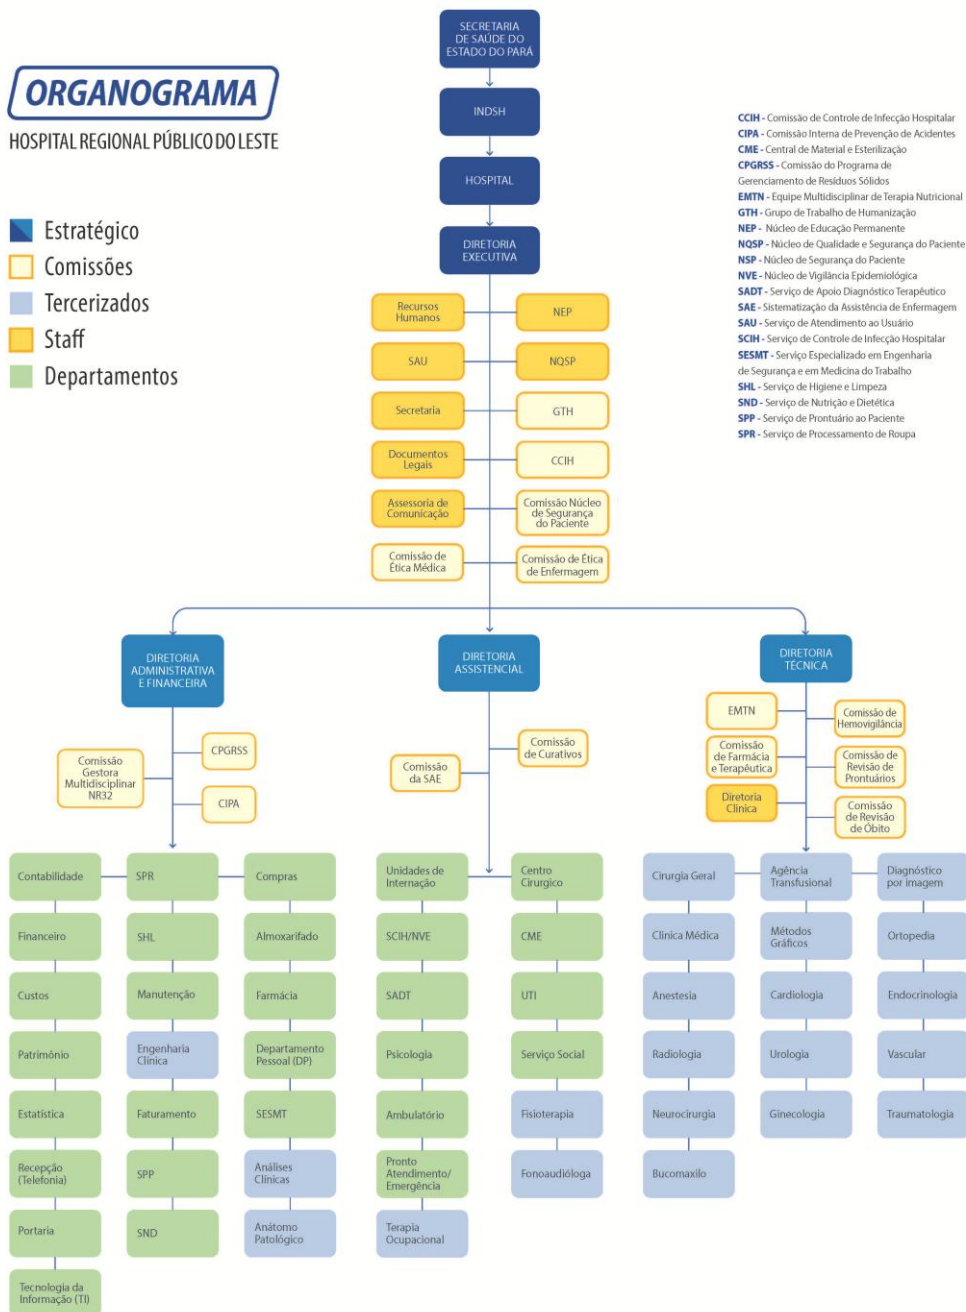 SECRETARIA
DE SAÚDE DO
ESTADO DO PARÁ
ORGANOGRAMA
HOSPITAL REGIONAL PÚBLICO DO LESTE
INDSH
HOSPITAL
DIRETORIA
EXECUTIVA
Estratégico
Comissões
Tercerizados
Staff
Departamentos
CCIH - Comissão de Controle de Infecção Hospitalar
CIPA - Comissão Interna de Prevenção de Acidentes
CME - Central de Material e Esterilização
CPGRSS - Comissão do Programa de
Gerenciamento de Resíduos Sólidos
EMTN - Equipe Multidisciplinar de Terapia Nutricional
GTH - Grupo de Trabalho de Humanização
NEP - Núcleo de Educação Permanente
NQSP - Núcleo de Qualidade e Segurança do Paciente
NSP - Núcleo de Segurança do Paciente
NVE - Núcleo de Vigilância Epidemiológica
SADT - Serviço de Apoio Diagnóstico Terapêutico
SAE - Sistematização da Assistência de Enfermagem
SAU - Serviço de Atendimento ao Usuário
SCIH - Serviço de Controle de Infecção Hospitalar
SESMT - Serviço Especializado em Engenharia
de Segurança e em Medicina do Trabalho
SHL - Serviço de Higiene e Limpeza
SND - Serviço de Nutrição e Dietética
SPP - Serviço de Prontuário ao Paciente
SPR - Serviço de Processamento de Roupa
Recursos
Humanos
NEP
SAU
NQSP
Secretaria
GTH
Documentos
Legais
CCIH
Assessoria de
Comunicação
Comissão Núcleo
de Segurança
do Paciente
Comissão de
Ética Médica
Comissão de Ética
de Enfermagem
DIRETORIA
ADMINISTRATIVA
E FINANCEIRA
Comissão
Gestora
Multidisciplinar
NR32
CPGRSS
CIPA
DIRETORIA
ASSISTENCIAL
Comissão
da SAE
Comissão
de Curativos
DIRETORIA
TÉCNICA
EMTN
Comissão de
Hemovigilância
Comissão
de Farmácia
e Terapêutica
Comissão de
Revisão de
Prontuários
Diretoria
Clinica
Comissão
de Revisão
de Óbito
Contabilidade
Financeiro
Custos
Patrimônio
Estatística
Recepção
(Telefonia)
Portaria
Tecnologia da
Informação (TI)
SPR
SHL
Manutenção
Engenharia
Clínica
Faturamento
SPP
SND
Compras
Almoxarifado
Farmácia
Departamento
Pessoal (DP)
SESMT
Análises
Clínicas
Anátomo
Patológico
Unidades de
Internação
SCIH/NVE
SADT
Psicologia
Ambulatório
Pronto
Atendimento/
Emergência
Terapia
Ocupacional
Centro
Cirurgico
CME
UTI
Serviço Social
Fisioterapia
Fonoaudióloga
Cirurgia Geral
Clinica Médica
Anestesia
Radiologia
Neurocirurgia
Bucomaxilo
Agência
Transfusional
Métodos
Gráficos
Cardiologia
Urologia
Ginecologia
Diagnóstico
por imagem
Ortopedia
Endocrinologia
Vascular
Traumatologia